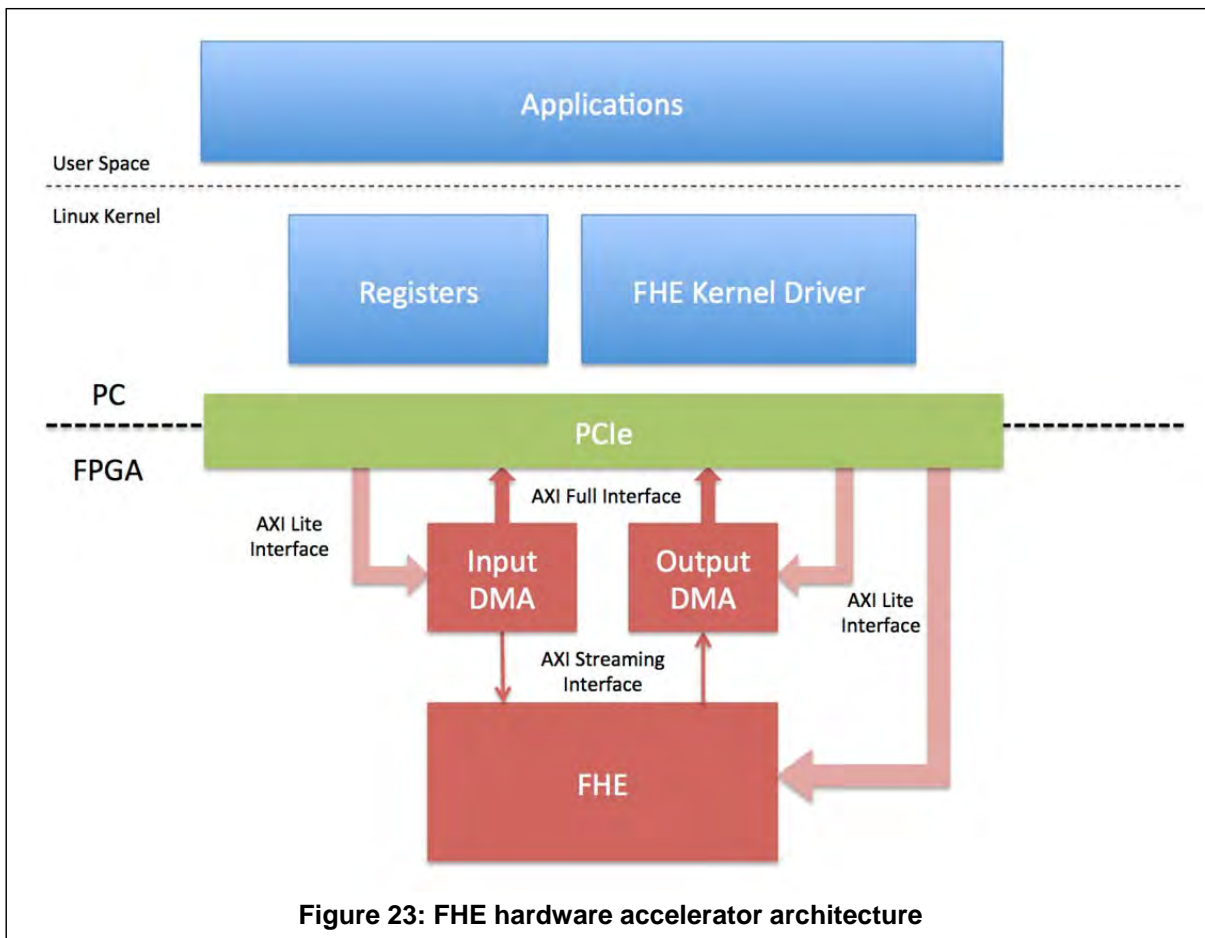 Applications
User Space
Linux Kernel
Registers
FHE Kernel Driver
PC
PCIe
FPGA
AXI Full Interface
AXI Lite
Interface
Input
DMA
Output
DMA
AXI Lite
Interface
AXI Streaming
Interface
FHE
Figure 23: FHE hardware accelerator architecture